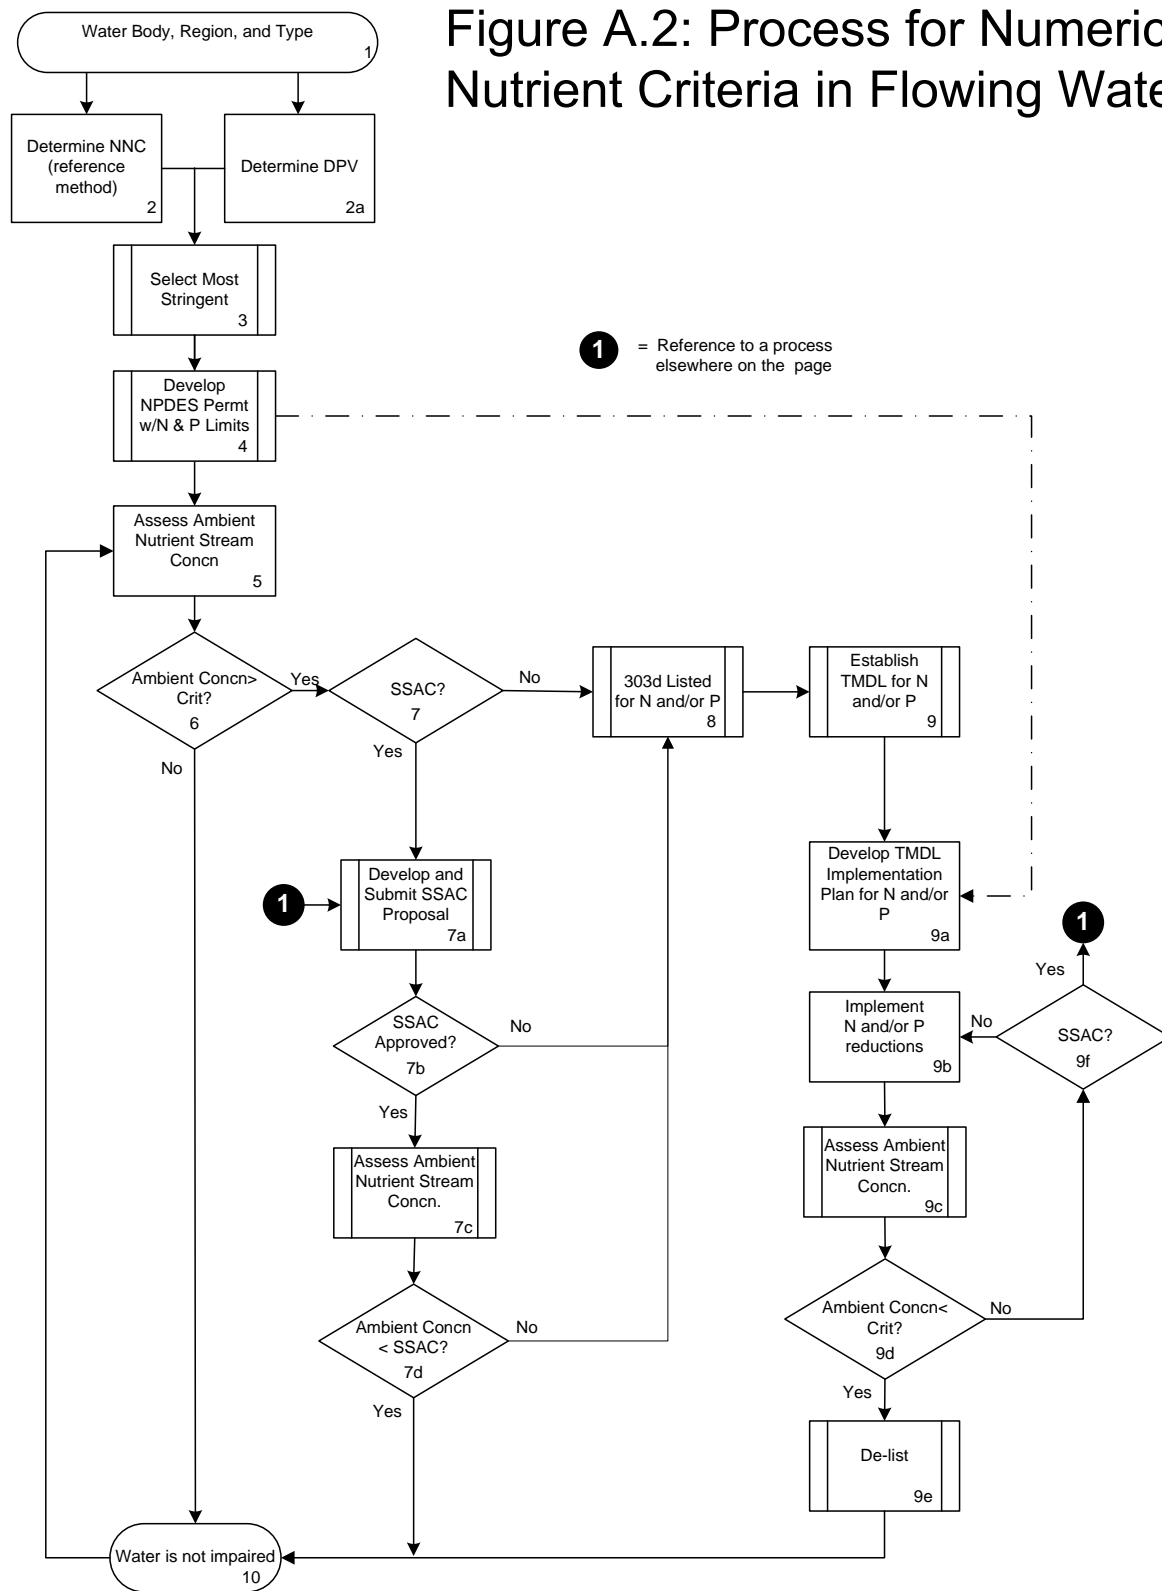 Figure A.2: Process for Numeric
Nutrient Criteria in Flowing Wate
Water Body, Region, and Type
1
Determine NNC
(reference
method)
2
Determine DPV
2a
Select Most
Stringent
3
1
= Reference to a process
elsewhere on the page
Develop
NPDES Permt
w/N & P Limits
4
Assess Ambient
Nutrient Stream
Concn
5
Ambient Concn>
Crit?
6
Yes
No
SSAC?
7
No
Yes
303d Listed
for N and/or P
8
Establish
TMDL for N
and/or P
9
1
Develop and
Submit SSAC
Proposal
7a
SSAC
Approved?
7b
No
Yes
Assess Ambient
Nutrient Stream
Concn.
7c
Ambient Concn
< SSAC?
7d
No
Yes
Develop TMDL
Implementation
Plan for N and/or
P
9a
Implement
N and/or P
reductions
9b
1
Yes
No
SSAC?
9f
Assess Ambient
Nutrient Stream
Concn.
9c
Ambient Concn<
Crit?
9d
No
Yes
De-list
9e
Water is not impaired
10